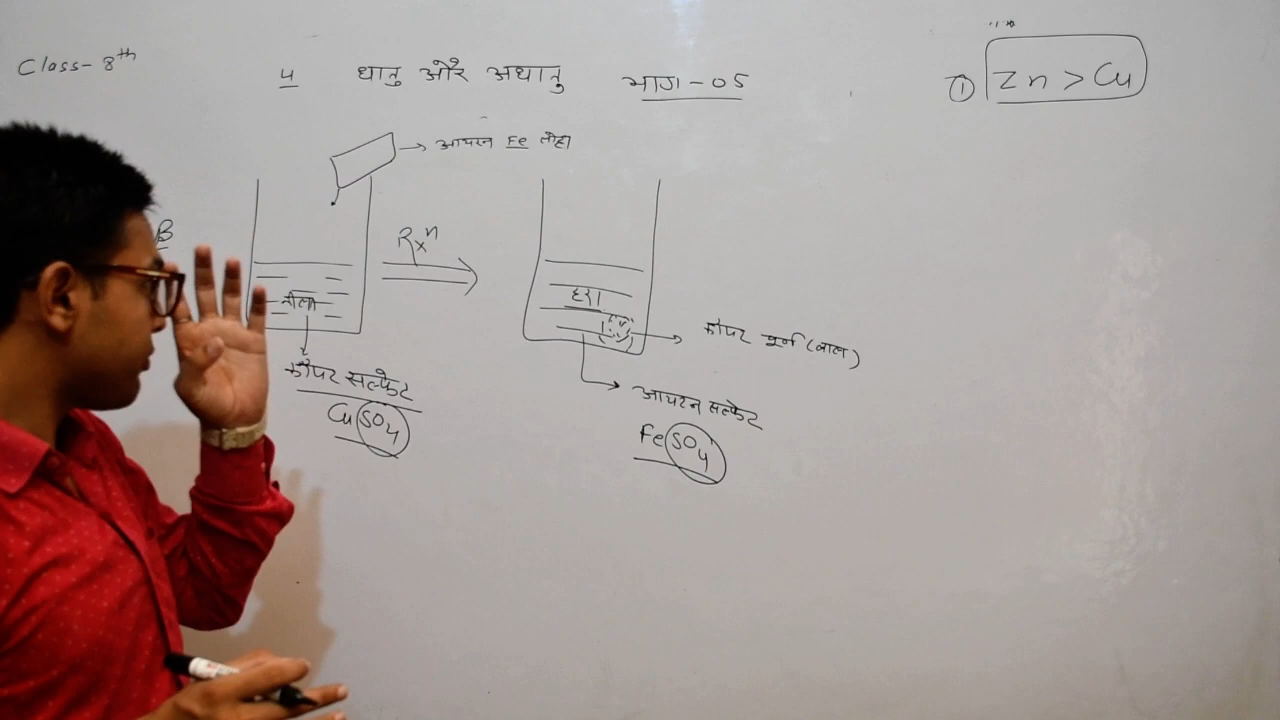 Class- 8th
4 धातु और अधातु भाग-05
① Zn > Cu
→ आयरन Fe लोहा
B
Rxn
नीला
हरा
कॉपर चूर्ण (लाल)
कॉपर सल्फेट
CuSO4
आयरन सल्फेट
FeSO4